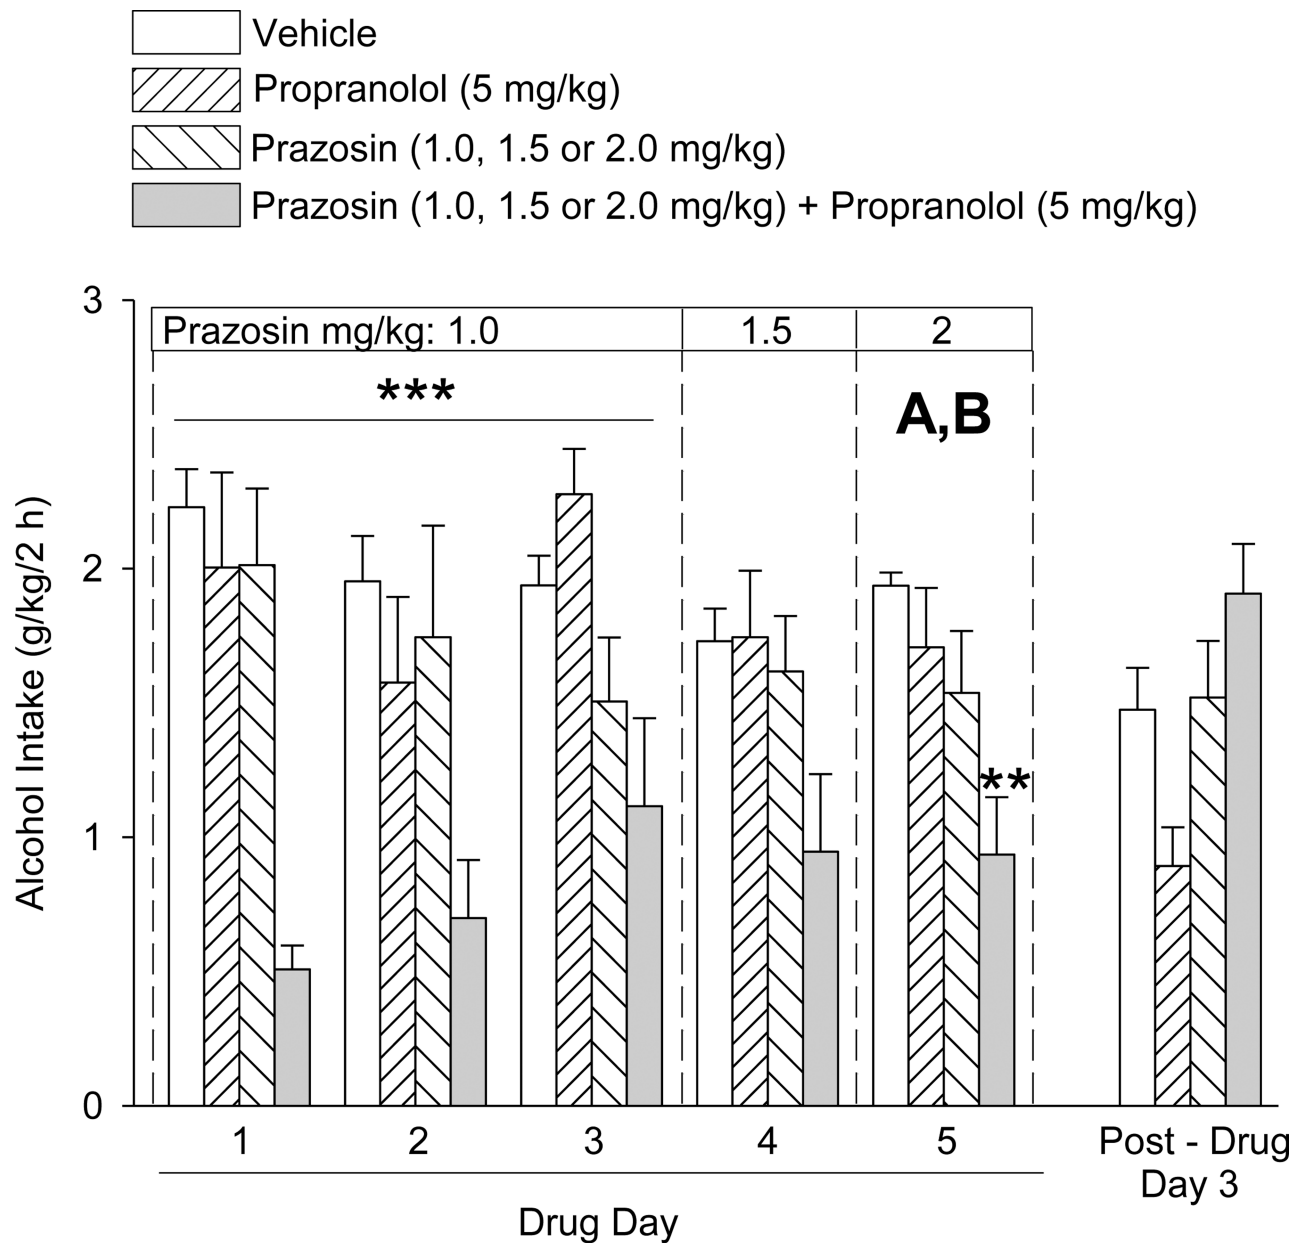 Vehicle
Propranolol (5 mg/kg)
Prazosin (1.0, 1.5 or 2.0 mg/kg)
Prazosin (1.0, 1.5 or 2.0 mg/kg) + Propranolol (5 mg/kg)
3
Prazosin mg/kg: 1.0
1.5
2
***
A,B
2
**
1
0
Alcohol Intake (g/kg/2 h)
1
2
3
4
5
Post - Drug
Day 3
Drug Day